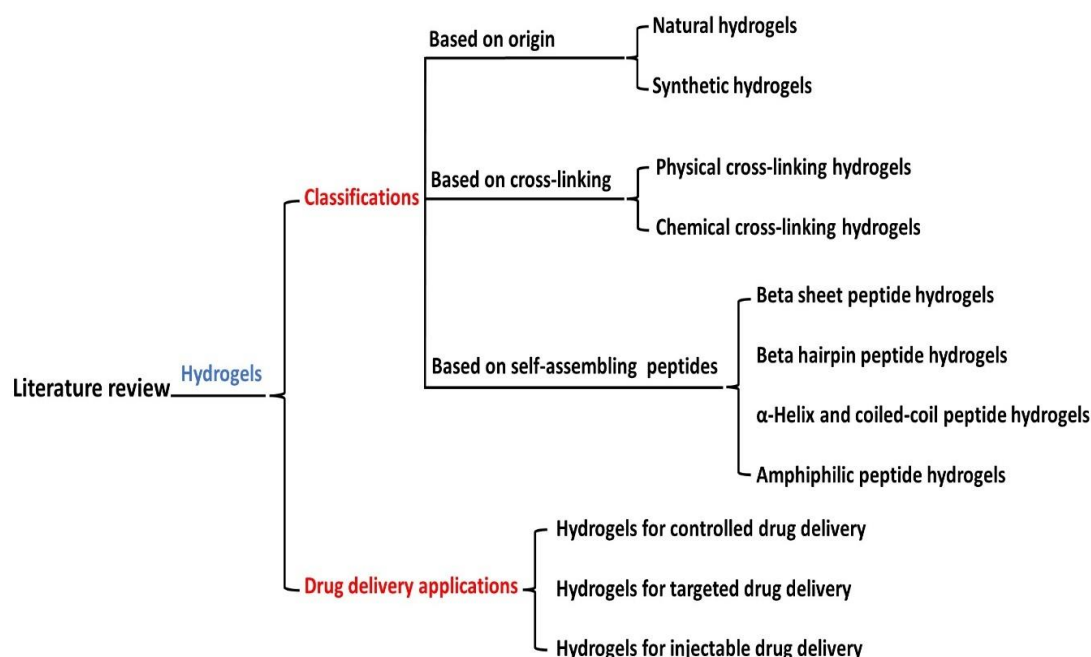 Literature review
Hydrogels
Classifications
Based on origin
Natural hydrogels
Synthetic hydrogels
Based on cross-linking
Physical cross-linking hydrogels
Chemical cross-linking hydrogels
Based on self-assembling peptides
Beta sheet peptide hydrogels
Beta hairpin peptide hydrogels
α-Helix and coiled-coil peptide hydrogels
Amphiphilic peptide hydrogels
Drug delivery applications
Hydrogels for controlled drug delivery
Hydrogels for targeted drug delivery
Hydrogels for injectable drug delivery